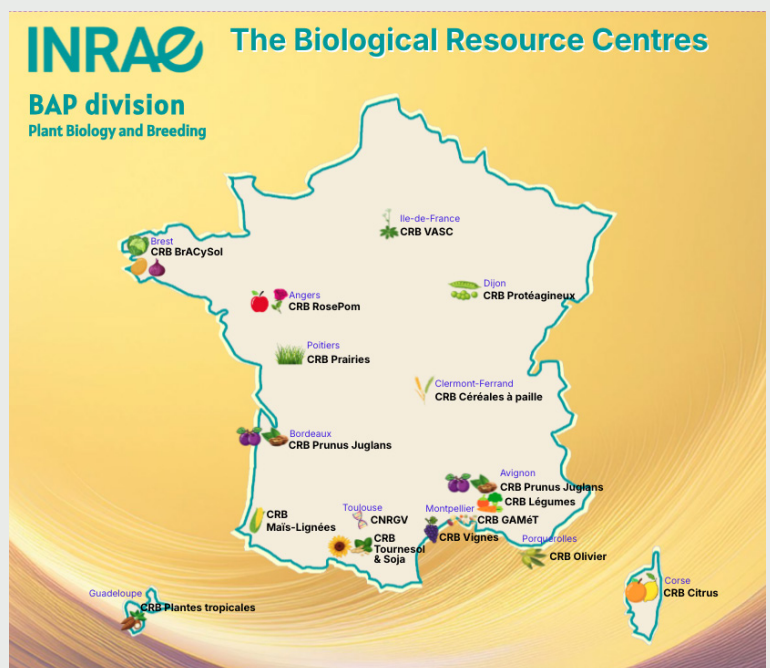 INRAE
The Biological Resource Centres
BAP division
Plant Biology and Breeding
Ile-de-France
CRB VASC
Brest
CRB BrACySol
Dijon
CRB Protéagineux
Angers
CRB RosePom
Poitiers
CRB Prairies
Clermont-Ferrand
CRB Céréales à paille
Bordeaux
CRB Prunus Juglans
Avignon
CRB Prunus Juglans
CRB Légumes
CRB
Maïs-Lignées
Toulouse
CNRGV
CRB
Tournesol
& Soja
Montpellier
CRB GAMéT
CRB Vignes
Porquerolles
CRB Olivier
Guadeloupe
CRB Plantes tropicales
Corse
CRB Citrus